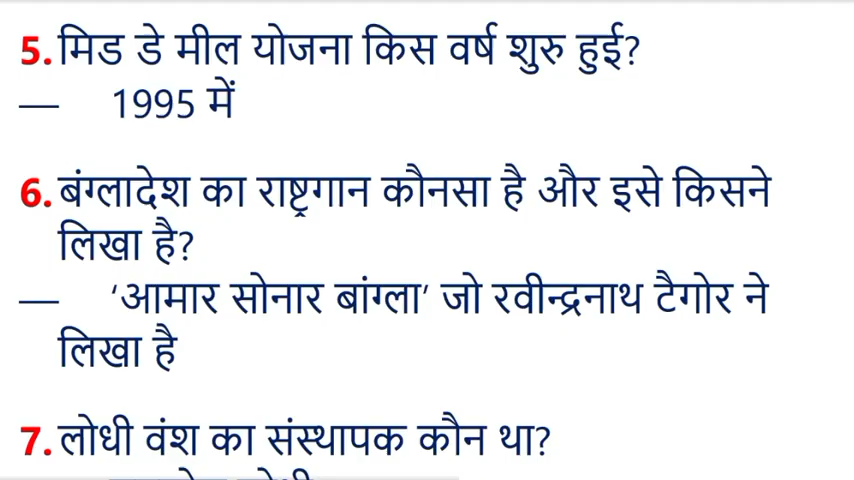 5. मिड डे मील योजना किस वर्ष शुरु हुई?
— 1995 में
6. बंग्लादेश का राष्ट्रगान कौनसा है और इसे किसने
लिखा है?
— ‘आमार सोनार बांग्ला’ जो रवीन्द्रनाथ टैगोर ने
लिखा है
7. लोधी वंश का संस्थापक कौन था?